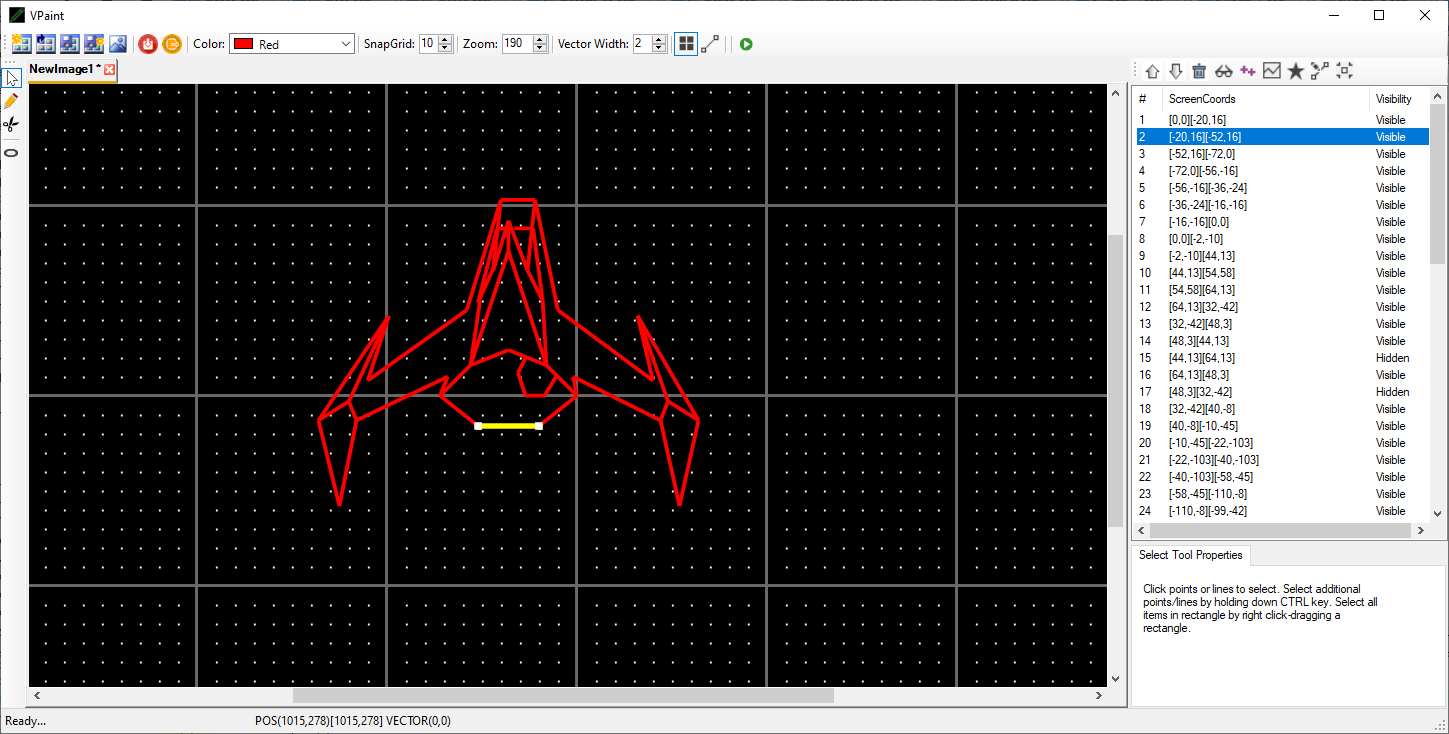 VPaint
Color: Red SnapGrid: 10 Zoom: 190 Vector Width: 2
NewImage1 *
# ScreenCoords Visibility
1 [0,0][-20,16] Visible
2 [-20,16][-52,16] Visible
3 [-52,16][-72,0] Visible
4 [-72,0][-56,-16] Visible
5 [-56,-16][-36,-24] Visible
6 [-36,-24][-16,-16] Visible
7 [-16,-16][0,0] Visible
8 [0,0][-2,-10] Visible
9 [-2,-10][44,13] Visible
10 [44,13][54,58] Visible
11 [54,58][64,13] Visible
12 [64,13][32,-42] Visible
13 [32,-42][48,3] Visible
14 [48,3][44,13] Visible
15 [44,13][64,13] Hidden
16 [64,13][48,3] Visible
17 [48,3][32,-42] Hidden
18 [32,-42][40,-8] Visible
19 [40,-8][-10,-45] Visible
20 [-10,-45][-22,-103] Visible
21 [-22,-103][-40,-103] Visible
22 [-40,-103][-58,-45] Visible
23 [-58,-45][-110,-8] Visible
24 [-110,-8][-99,-42] Visible
Select Tool Properties
Click points or lines to select. Select additional
points/lines by holding down CTRL key. Select all
items in rectangle by right click-dragging a
rectangle.
Ready... POS(1015,278)[1015,278] VECTOR(0,0)